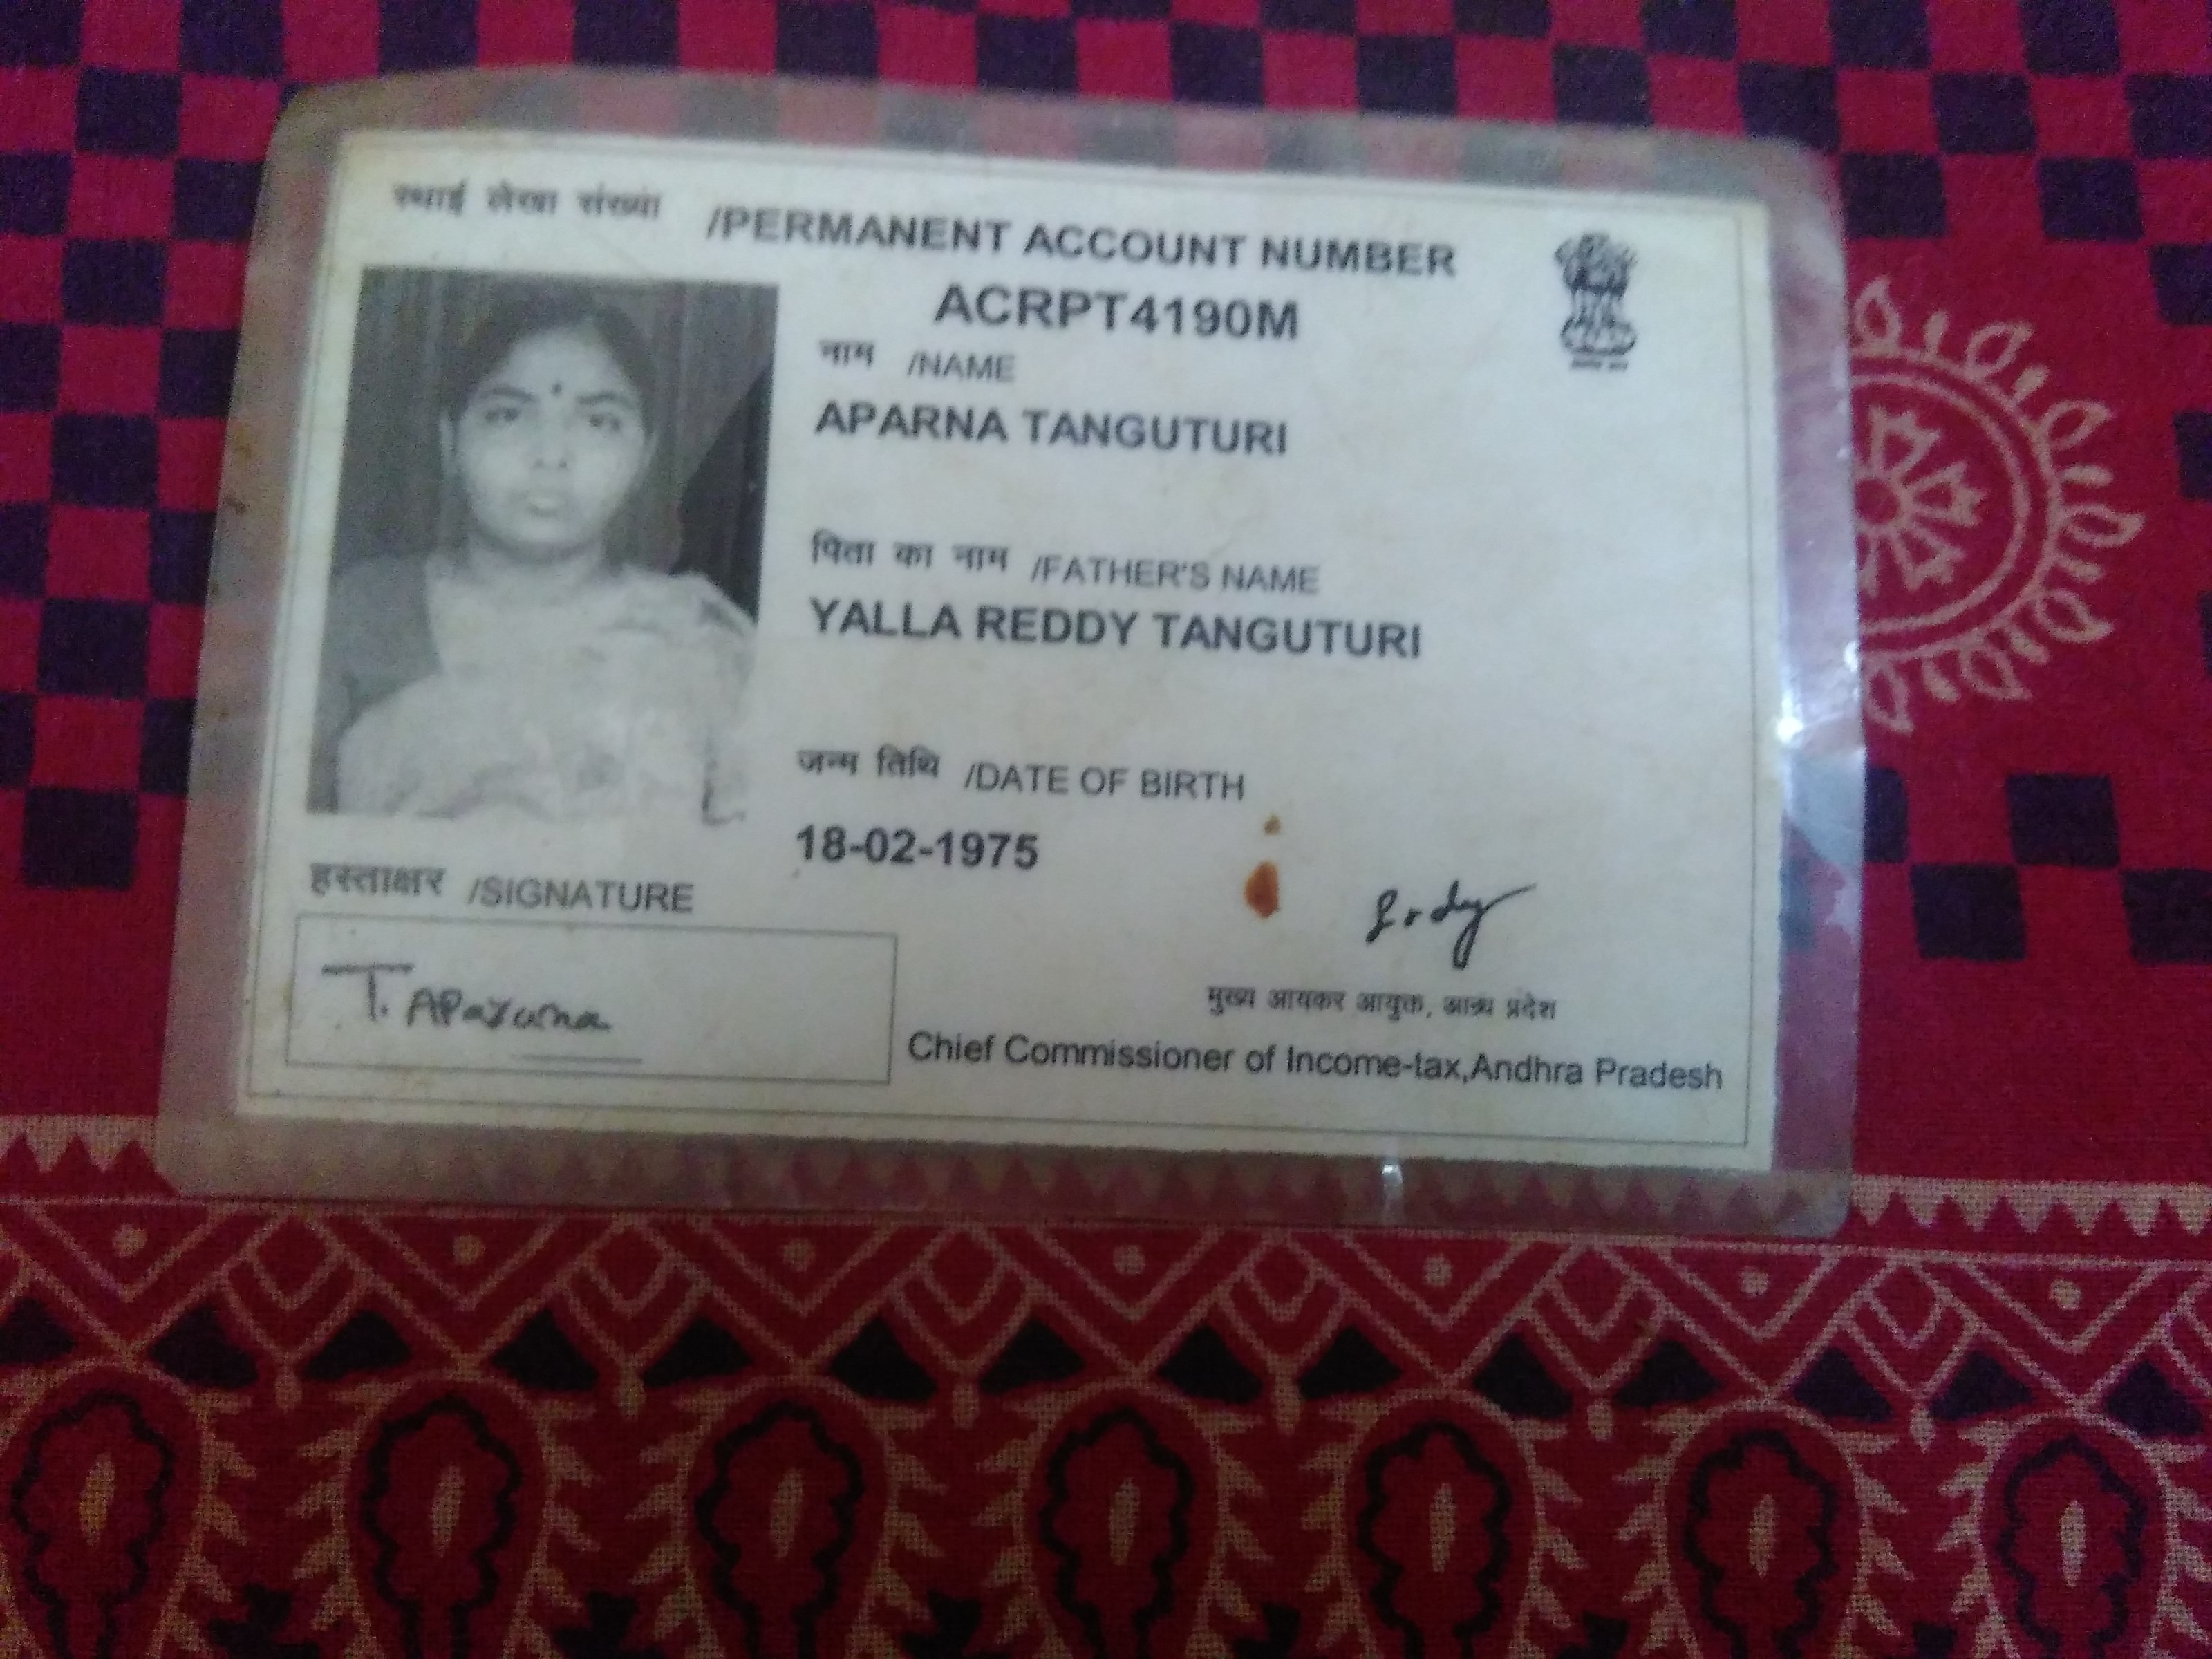 स्थाई लेखा संख्या /PERMANENT ACCOUNT NUMBER
ACRPT4190M
नाम /NAME
APARNA TANGUTURI
पिता का नाम /FATHER'S NAME
YALLA REDDY TANGUTURI
जन्म तिथि /DATE OF BIRTH
18-02-1975
हस्ताक्षर /SIGNATURE
T. Aparuna
मुख्य आयकर आयुक्त, आन्ध्र प्रदेश
Chief Commissioner of Income-tax,Andhra Pradesh